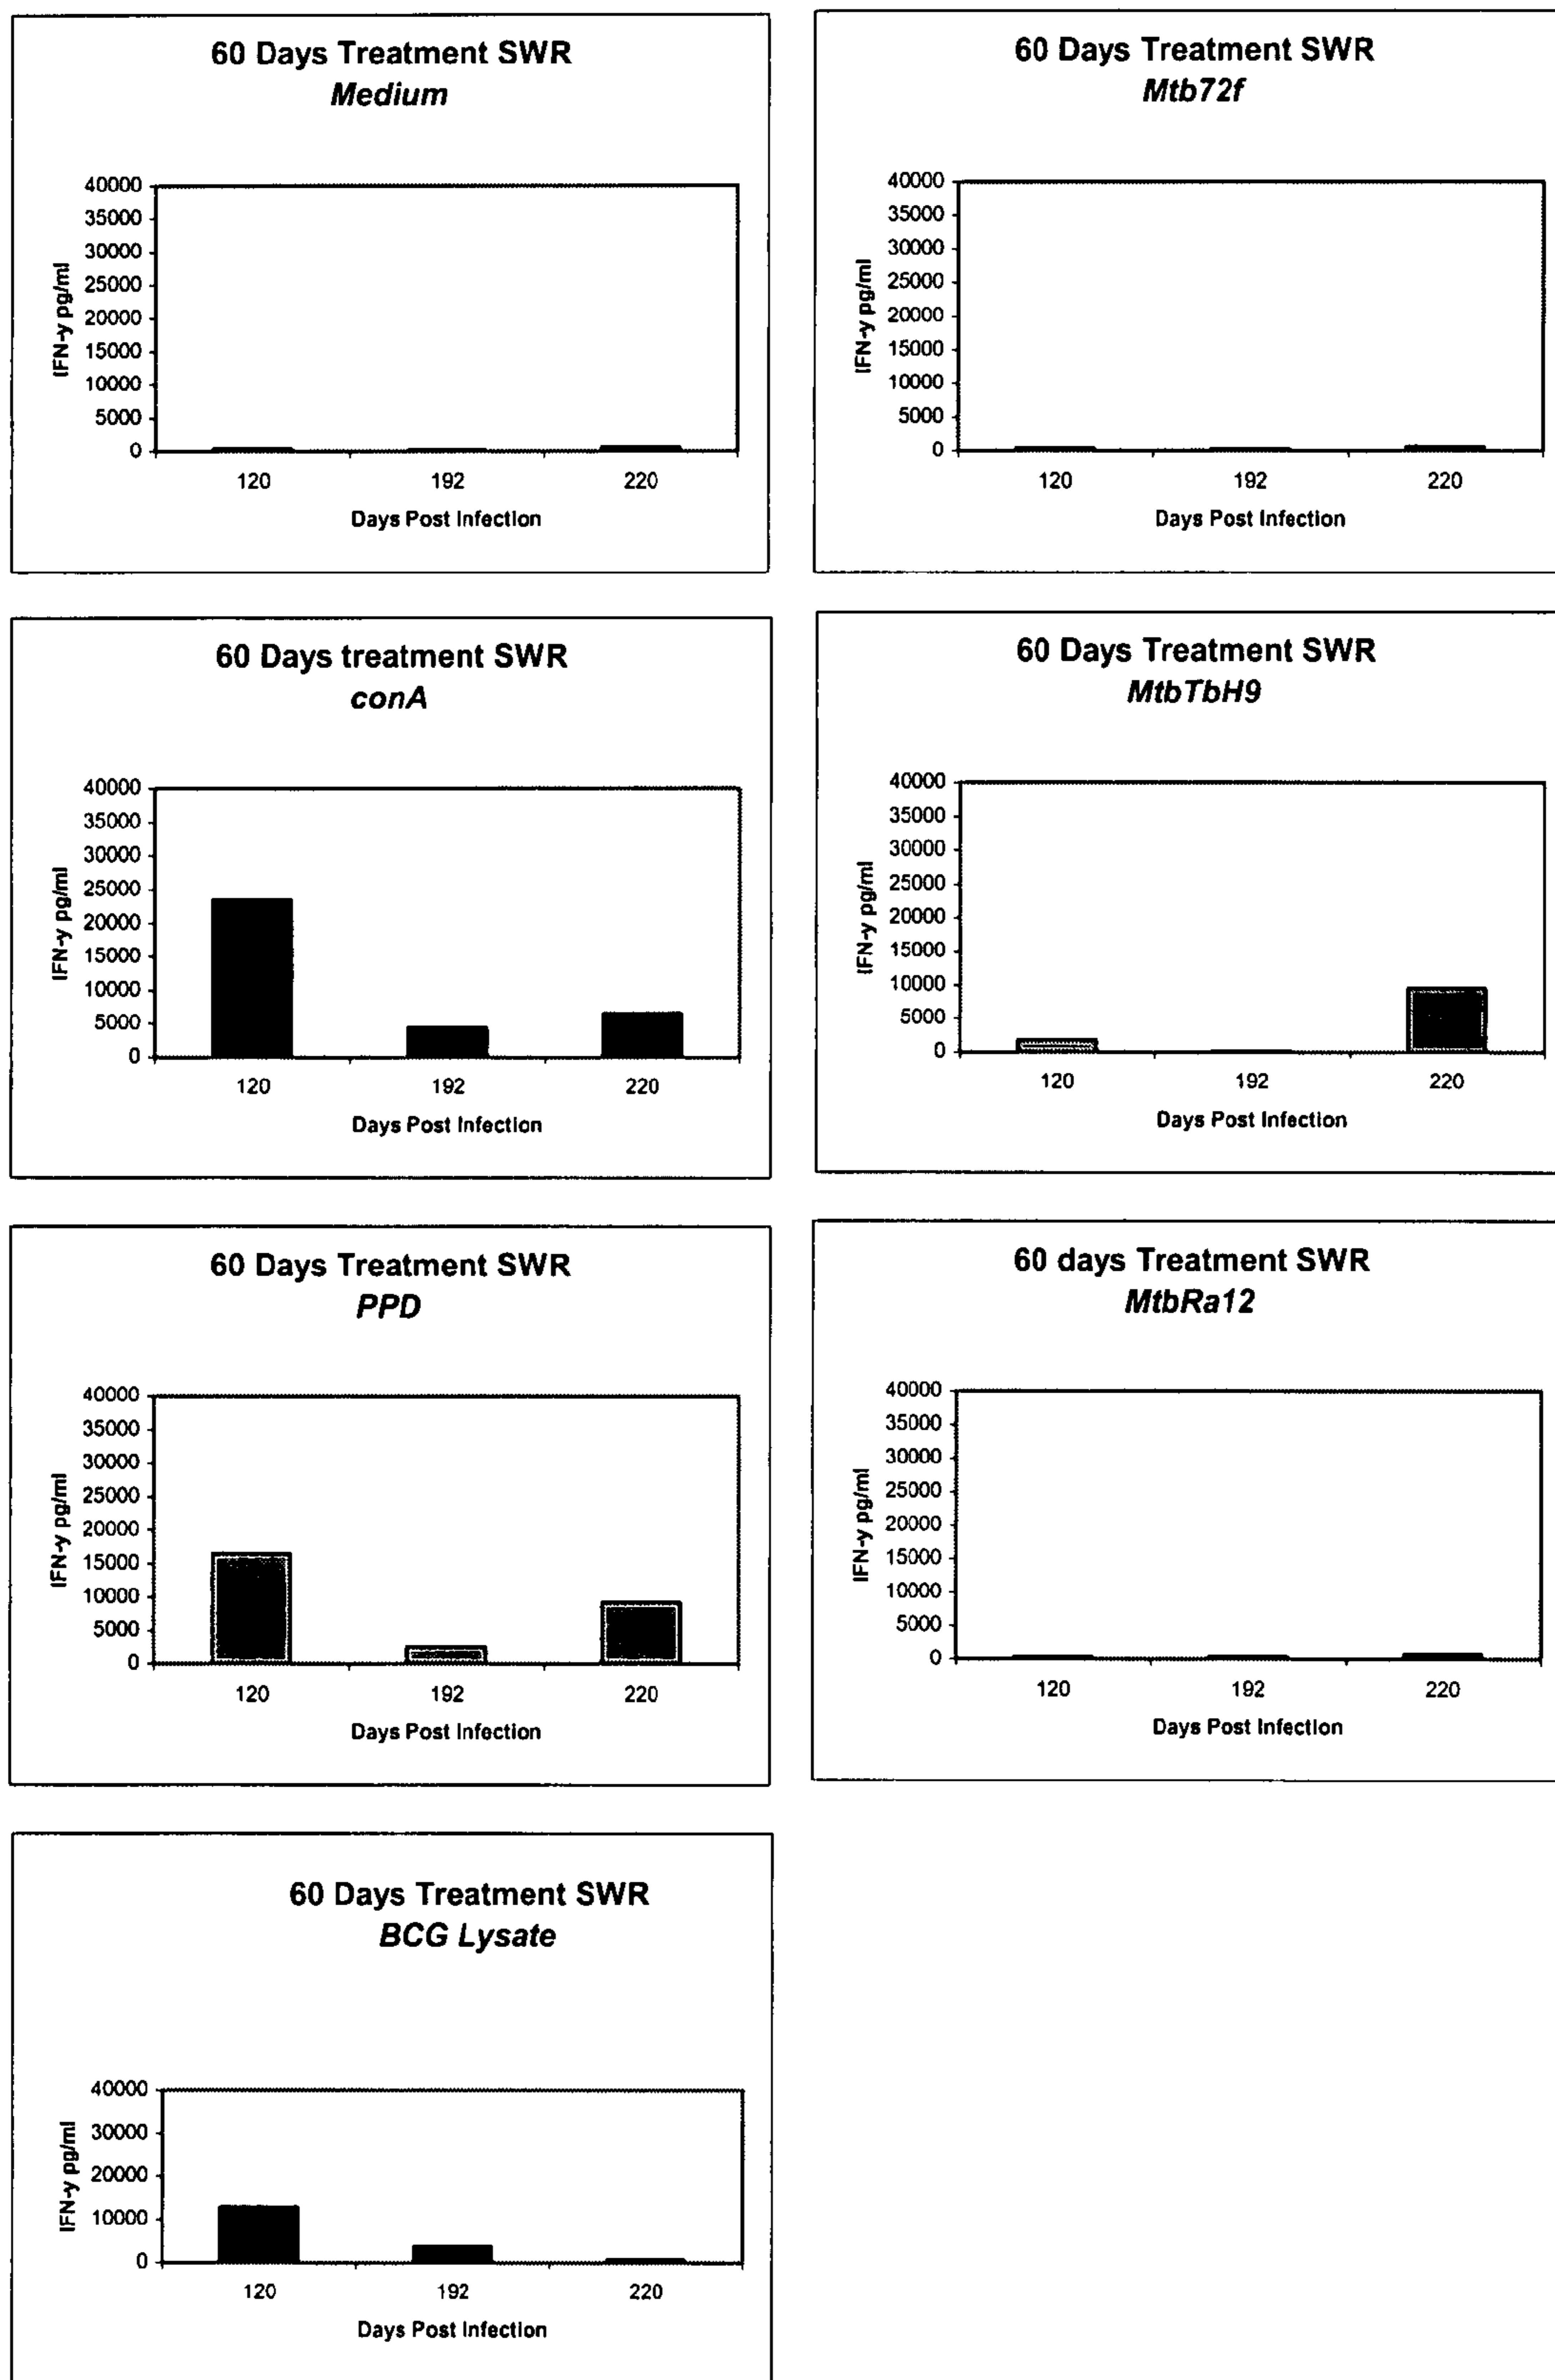 60 Days Treatment SWR
Medium
40000
35000
30000
25000
20000
15000
10000
5000
0
IFN-y pg/ml
120 192 220
Days Post Infection
60 Days Treatment SWR
Mtb72f
40000
35000
30000
25000
20000
15000
10000
5000
0
IFN-y pg/ml
120 192 220
Days Post Infection
60 Days treatment SWR
conA
40000
35000
30000
25000
20000
15000
10000
5000
0
IFN-y pg/ml
120 192 220
Days Post Infection
60 Days Treatment SWR
MtbTbH9
40000
35000
30000
25000
20000
15000
10000
5000
0
IFN-y pg/ml
120 192 220
Days Post Infection
60 Days Treatment SWR
PPD
40000
35000
30000
25000
20000
15000
10000
5000
0
IFN-y pg/ml
120 192 220
Days Post Infection
60 days Treatment SWR
MtbRa12
40000
35000
30000
25000
20000
15000
10000
5000
0
IFN-y pg/ml
120 192 220
Days Post Infection
60 Days Treatment SWR
BCG Lysate
40000
30000
20000
10000
0
IFN-y pg/ml
120 192 220
Days Post Infection